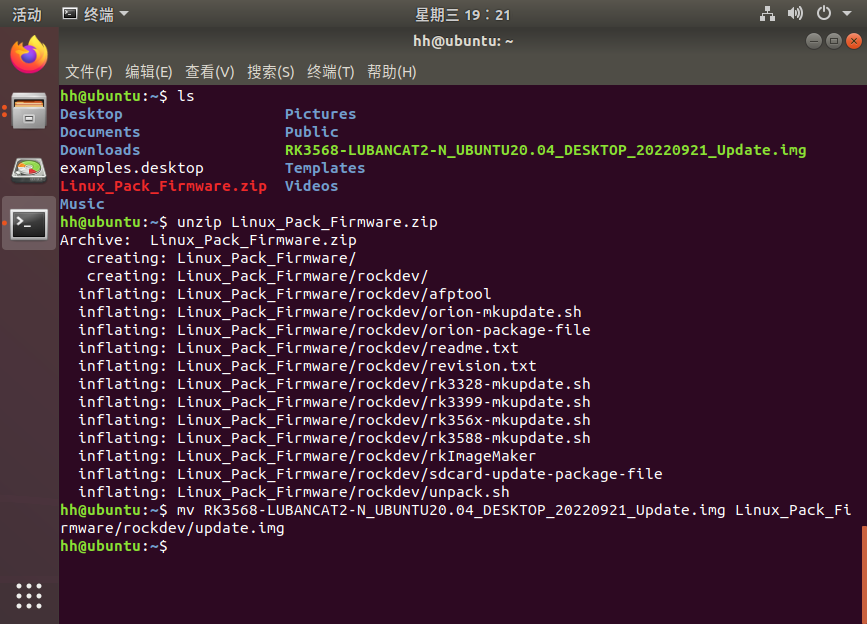 活动 终端 星期三 19：21
hh@ubuntu: ~
文件(F) 编辑(E) 查看(V) 搜索(S) 终端(T) 帮助(H)
hh@ubuntu:~$ ls
Desktop Pictures
Documents Public
Downloads RK3568-LUBANCAT2-N_UBUNTU20.04_DESKTOP_20220921_Update.img
examples.desktop Templates
Linux_Pack_Firmware.zip Videos
Music
hh@ubuntu:~$ unzip Linux_Pack_Firmware.zip
Archive:  Linux_Pack_Firmware.zip
   creating: Linux_Pack_Firmware/
   creating: Linux_Pack_Firmware/rockdev/
  inflating: Linux_Pack_Firmware/rockdev/afptool
  inflating: Linux_Pack_Firmware/rockdev/orion-mkupdate.sh
  inflating: Linux_Pack_Firmware/rockdev/orion-package-file
  inflating: Linux_Pack_Firmware/rockdev/readme.txt
  inflating: Linux_Pack_Firmware/rockdev/revision.txt
  inflating: Linux_Pack_Firmware/rockdev/rk3328-mkupdate.sh
  inflating: Linux_Pack_Firmware/rockdev/rk3399-mkupdate.sh
  inflating: Linux_Pack_Firmware/rockdev/rk356x-mkupdate.sh
  inflating: Linux_Pack_Firmware/rockdev/rk3588-mkupdate.sh
  inflating: Linux_Pack_Firmware/rockdev/rkImageMaker
  inflating: Linux_Pack_Firmware/rockdev/sdcard-update-package-file
  inflating: Linux_Pack_Firmware/rockdev/unpack.sh
hh@ubuntu:~$ mv RK3568-LUBANCAT2-N_UBUNTU20.04_DESKTOP_20220921_Update.img Linux_Pack_Fi
rmware/rockdev/update.img
hh@ubuntu:~$